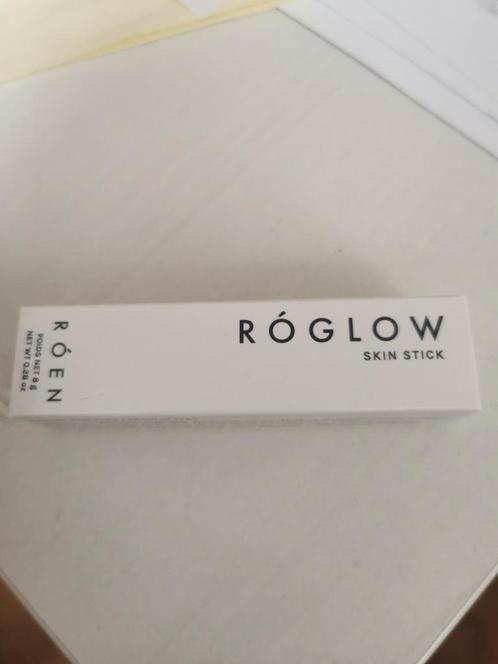 RÓGLOW
SKIN STICK
RÓEN
POIDS NET 8 g
NET WT 0.28 oz